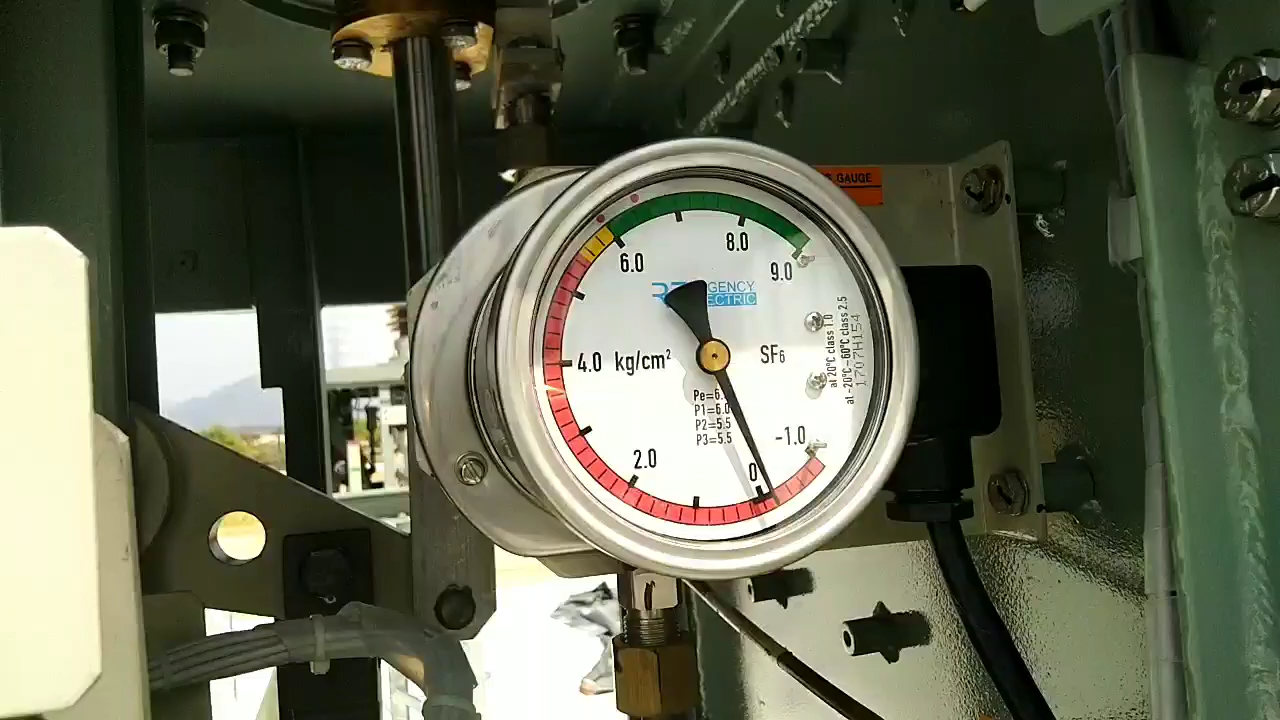 GAUGE
8.0
6.0
9.0
GENCY
ECTRIC
4.0 kg/cm²
SF6
Pe=6.
P1=6.0
P2=5.5
P3=5.5
2.0
0
-1.0
at 20°C class 1.0
at -20°C~60°C class 2.5
1707H154